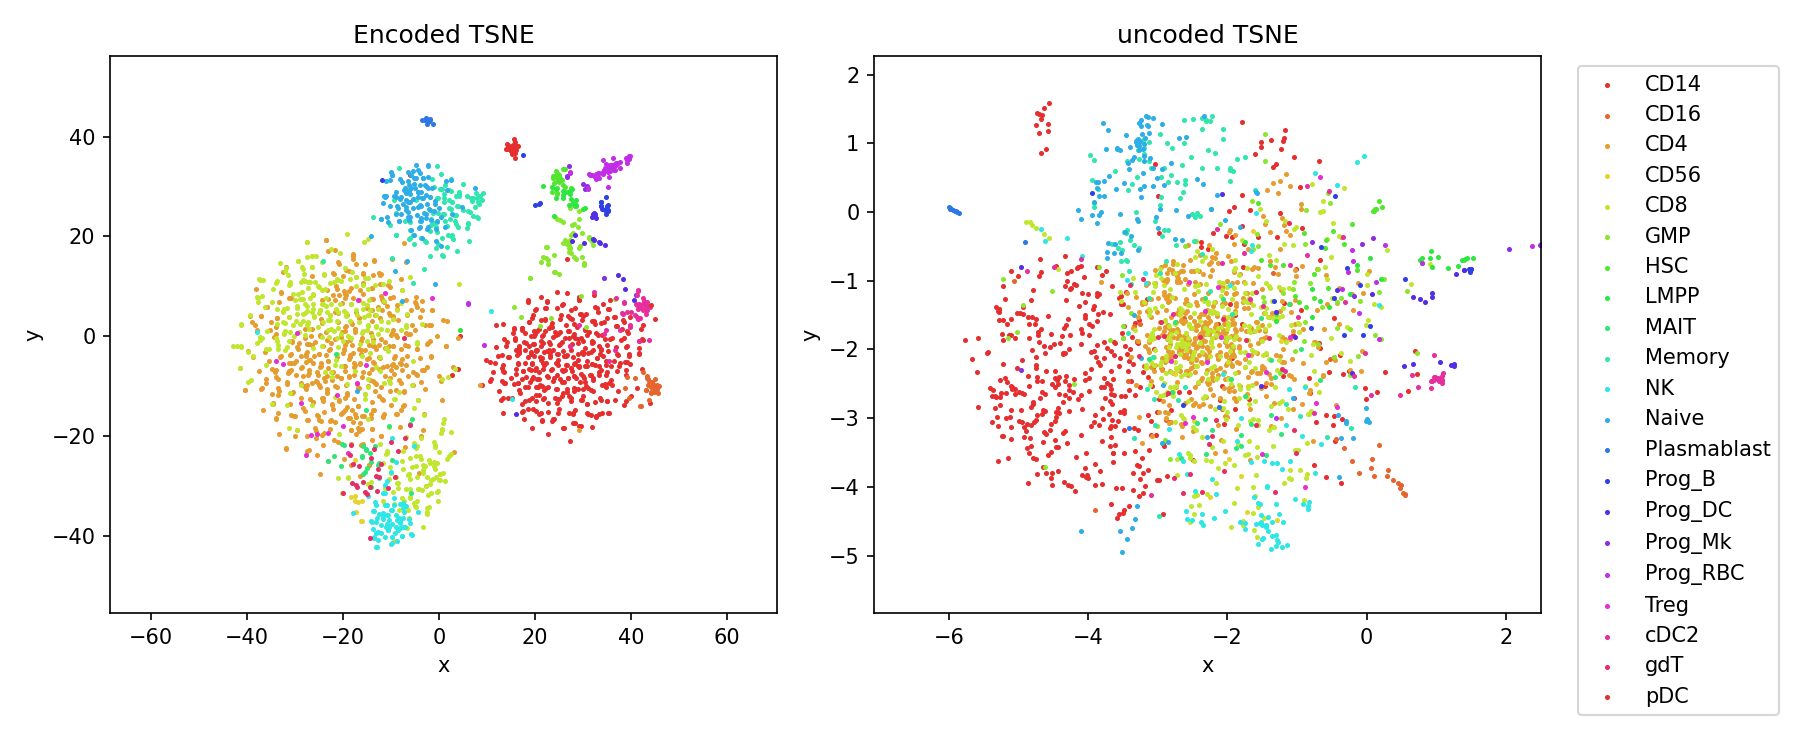 Encoded TSNE
40
20
0
−20
−40
y
−60
−40
−20
0
20
40
60
x
uncoded TSNE
2
1
0
−1
−2
−3
−4
−5
y
−6
−4
−2
0
2
x
CD14
CD16
CD4
CD56
CD8
GMP
HSC
LMPP
MAIT
Memory
NK
Naive
Plasmablast
Prog_B
Prog_DC
Prog_Mk
Prog_RBC
Treg
cDC2
gdT
pDC